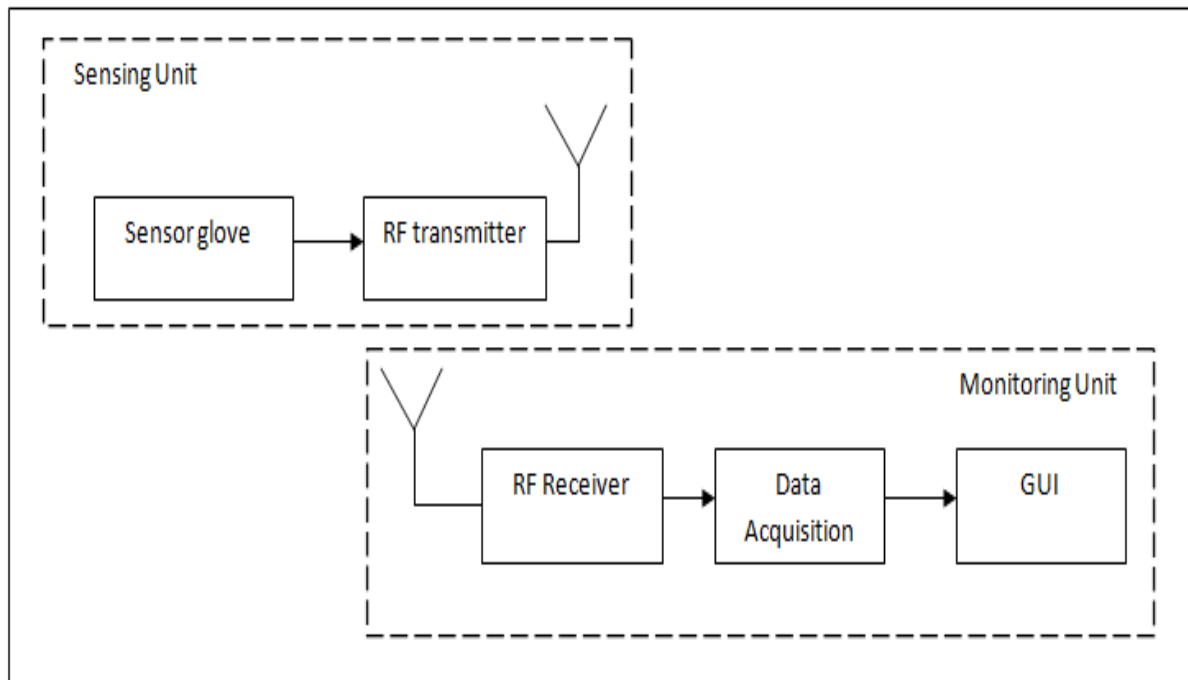 Sensing Unit
Sensor glove
RF transmitter
Monitoring Unit
RF Receiver
Data
Acquisition
GUI